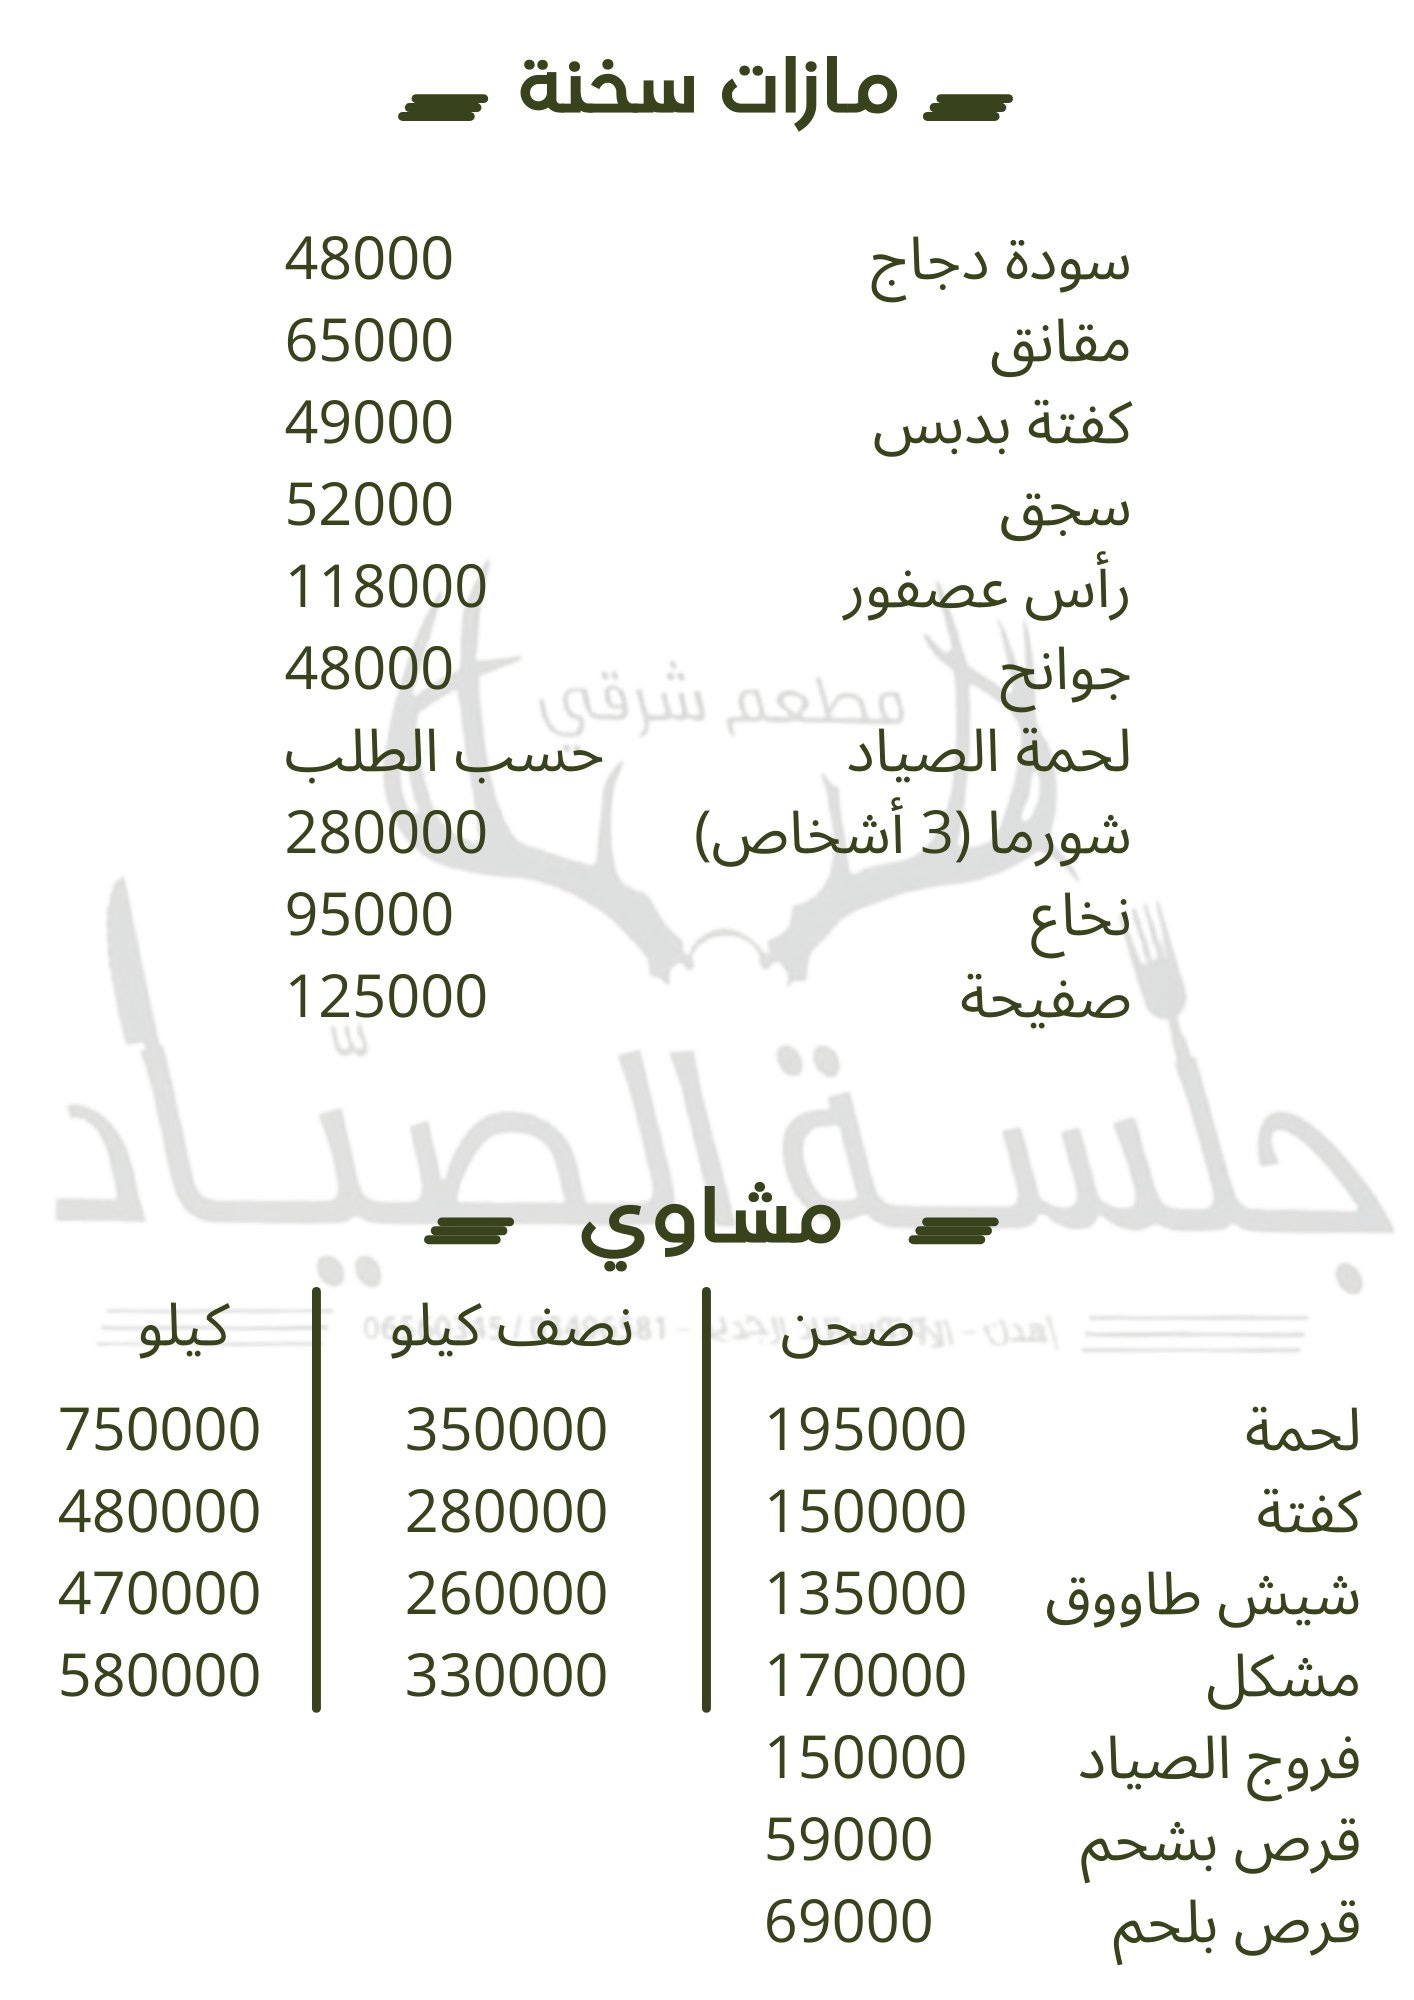 مازات سخنة
سودة دجاج 48000
مقانق 65000
كفتة بدبس 49000
سجق 52000
رأس عصفور 118000
جوانح 48000
لحمة الصياد حسب الطلب
شورما (3 أشخاص) 280000
نخاع 95000
صفيحة 125000
مطعم شرقي
جلسة الصيّاد
مشاوي
صحن نصف كيلو كيلو
لحمة 195000 350000 750000
كفتة 150000 280000 480000
شيش طاووق 135000 260000 470000
مشكل 170000 330000 580000
فروج الصياد 150000
قرص بشحم 59000
قرص بلحم 69000